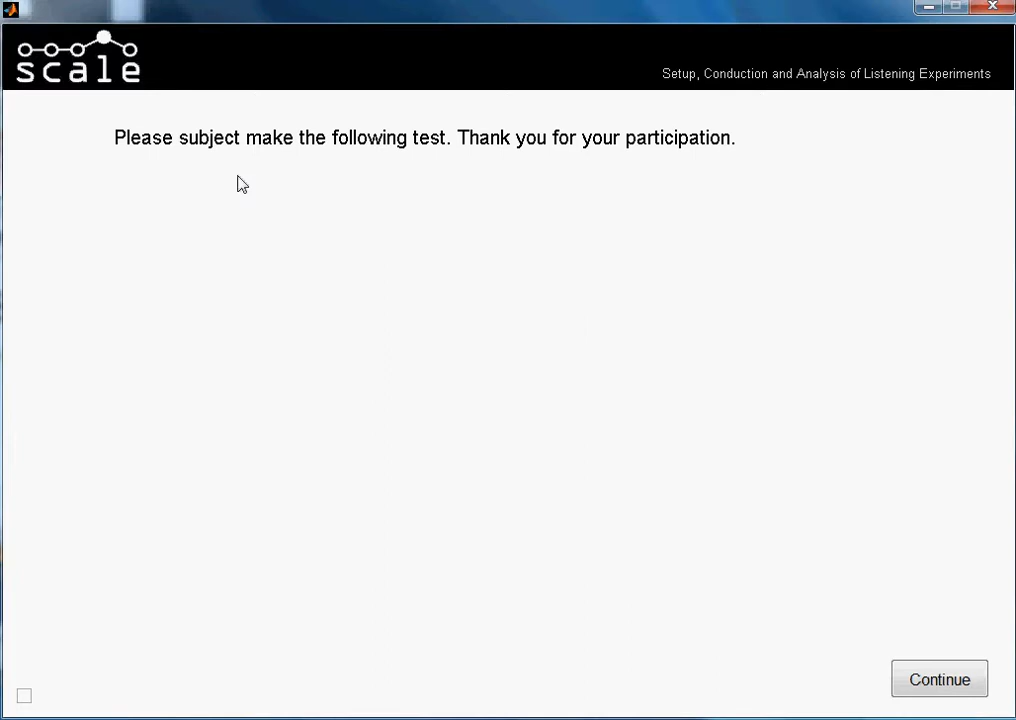 scale
Setup, Conduction and Analysis of Listening Experiments
Please subject make the following test. Thank you for your participation.
Continue